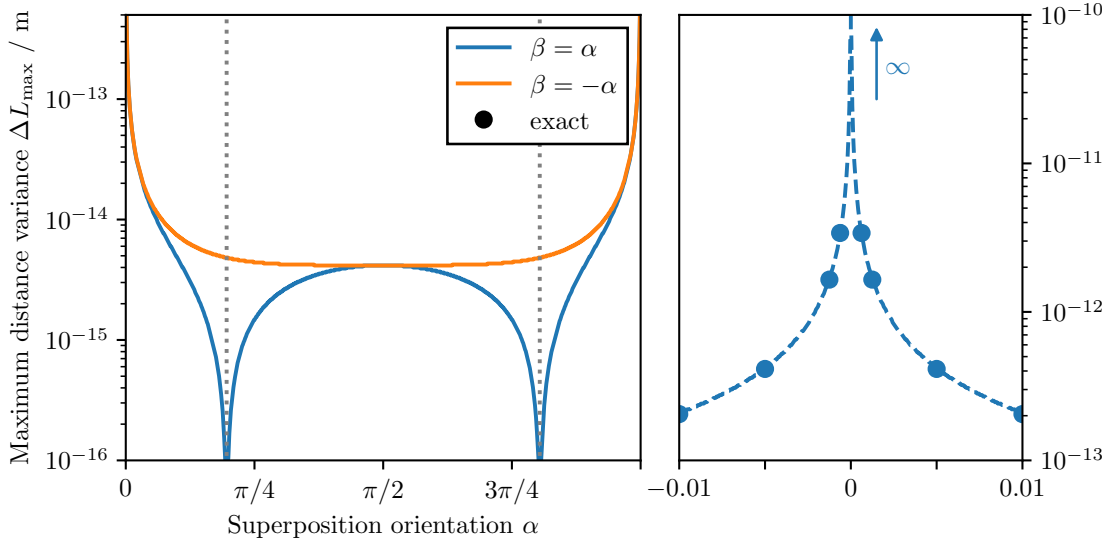 Maximum distance variance ΔL_max / m
10⁻¹³
10⁻¹⁴
10⁻¹⁵
10⁻¹⁶
β = α
β = −α
exact
0
π/4
π/2
3π/4
Superposition orientation α
∞
10⁻¹⁰
10⁻¹¹
10⁻¹²
10⁻¹³
−0.01
0
0.01